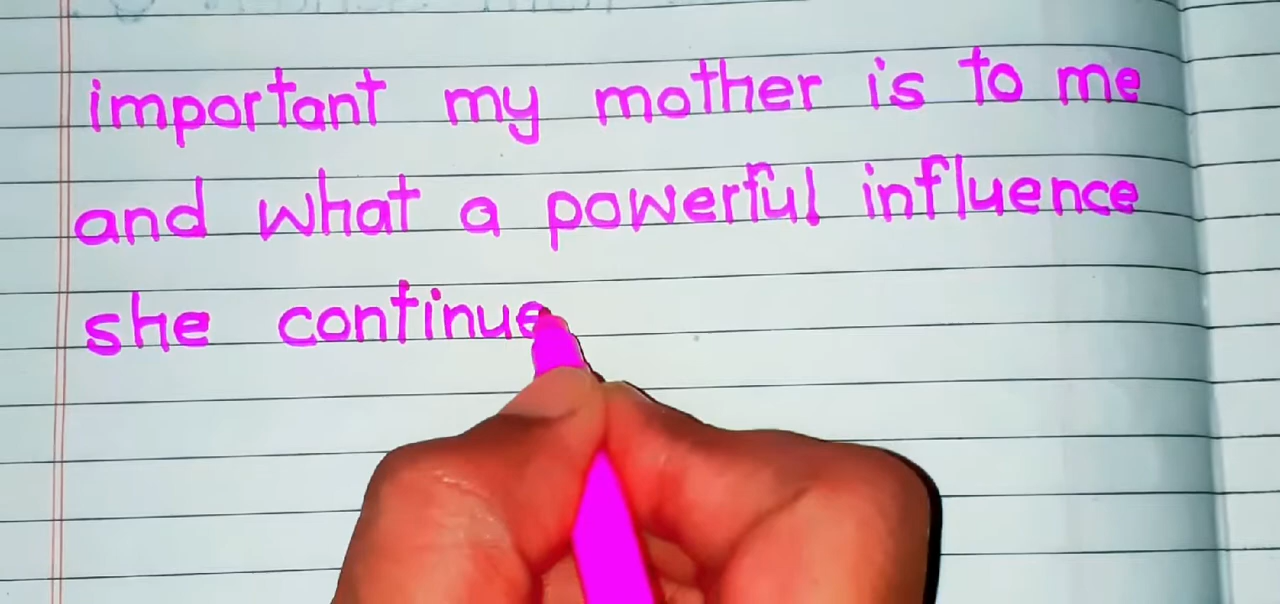 important my mother is to me
and what a powerful influence
she continue